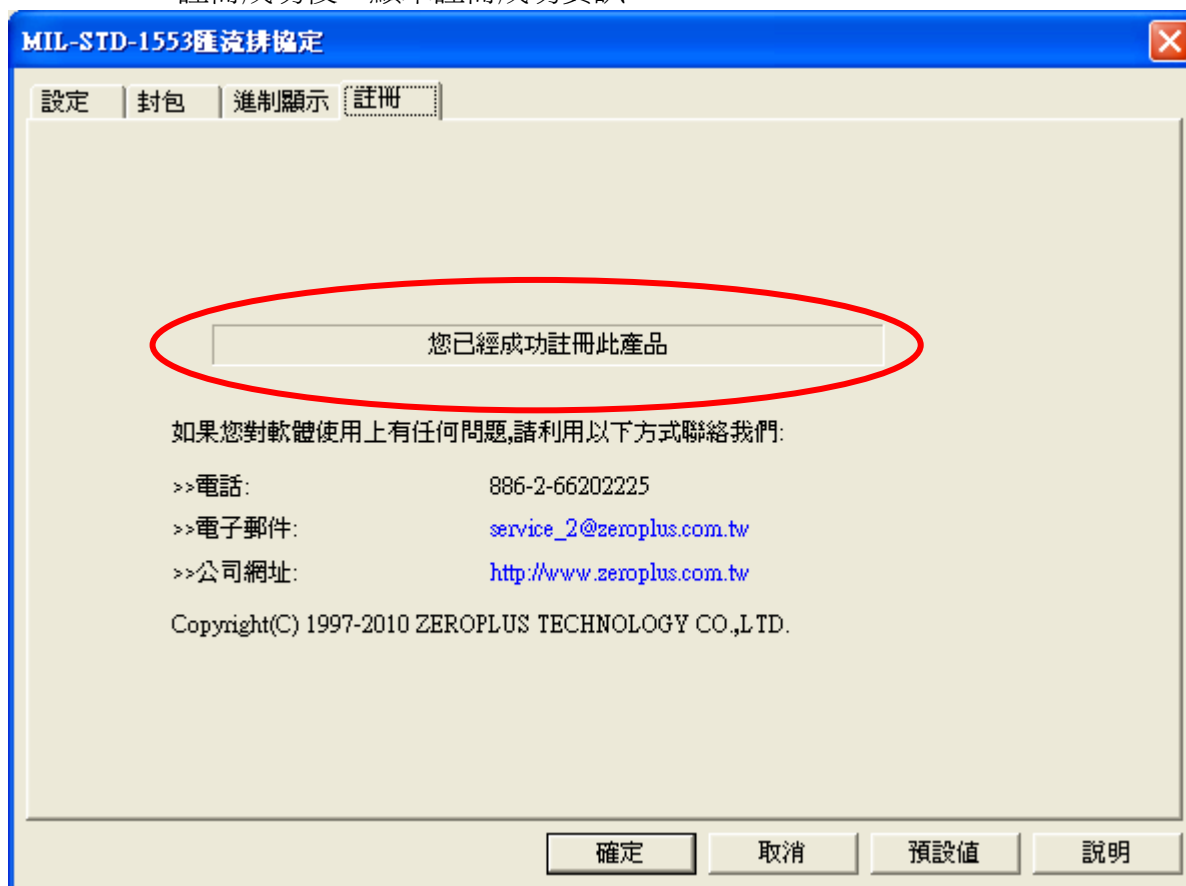 MIL-STD-1553匯流排協定
設定 封包 進制顯示 註冊
您已經成功註冊此產品
如果您對軟體使用上有任何問題,請利用以下方式聯絡我們:
>>電話: 886-2-66202225
>>電子郵件: service_2@zeroplus.com.tw
>>公司網址: http://www.zeroplus.com.tw
Copyright(C) 1997-2010 ZEROPLUS TECHNOLOGY CO.,LTD.
確定 取消 預設值 說明